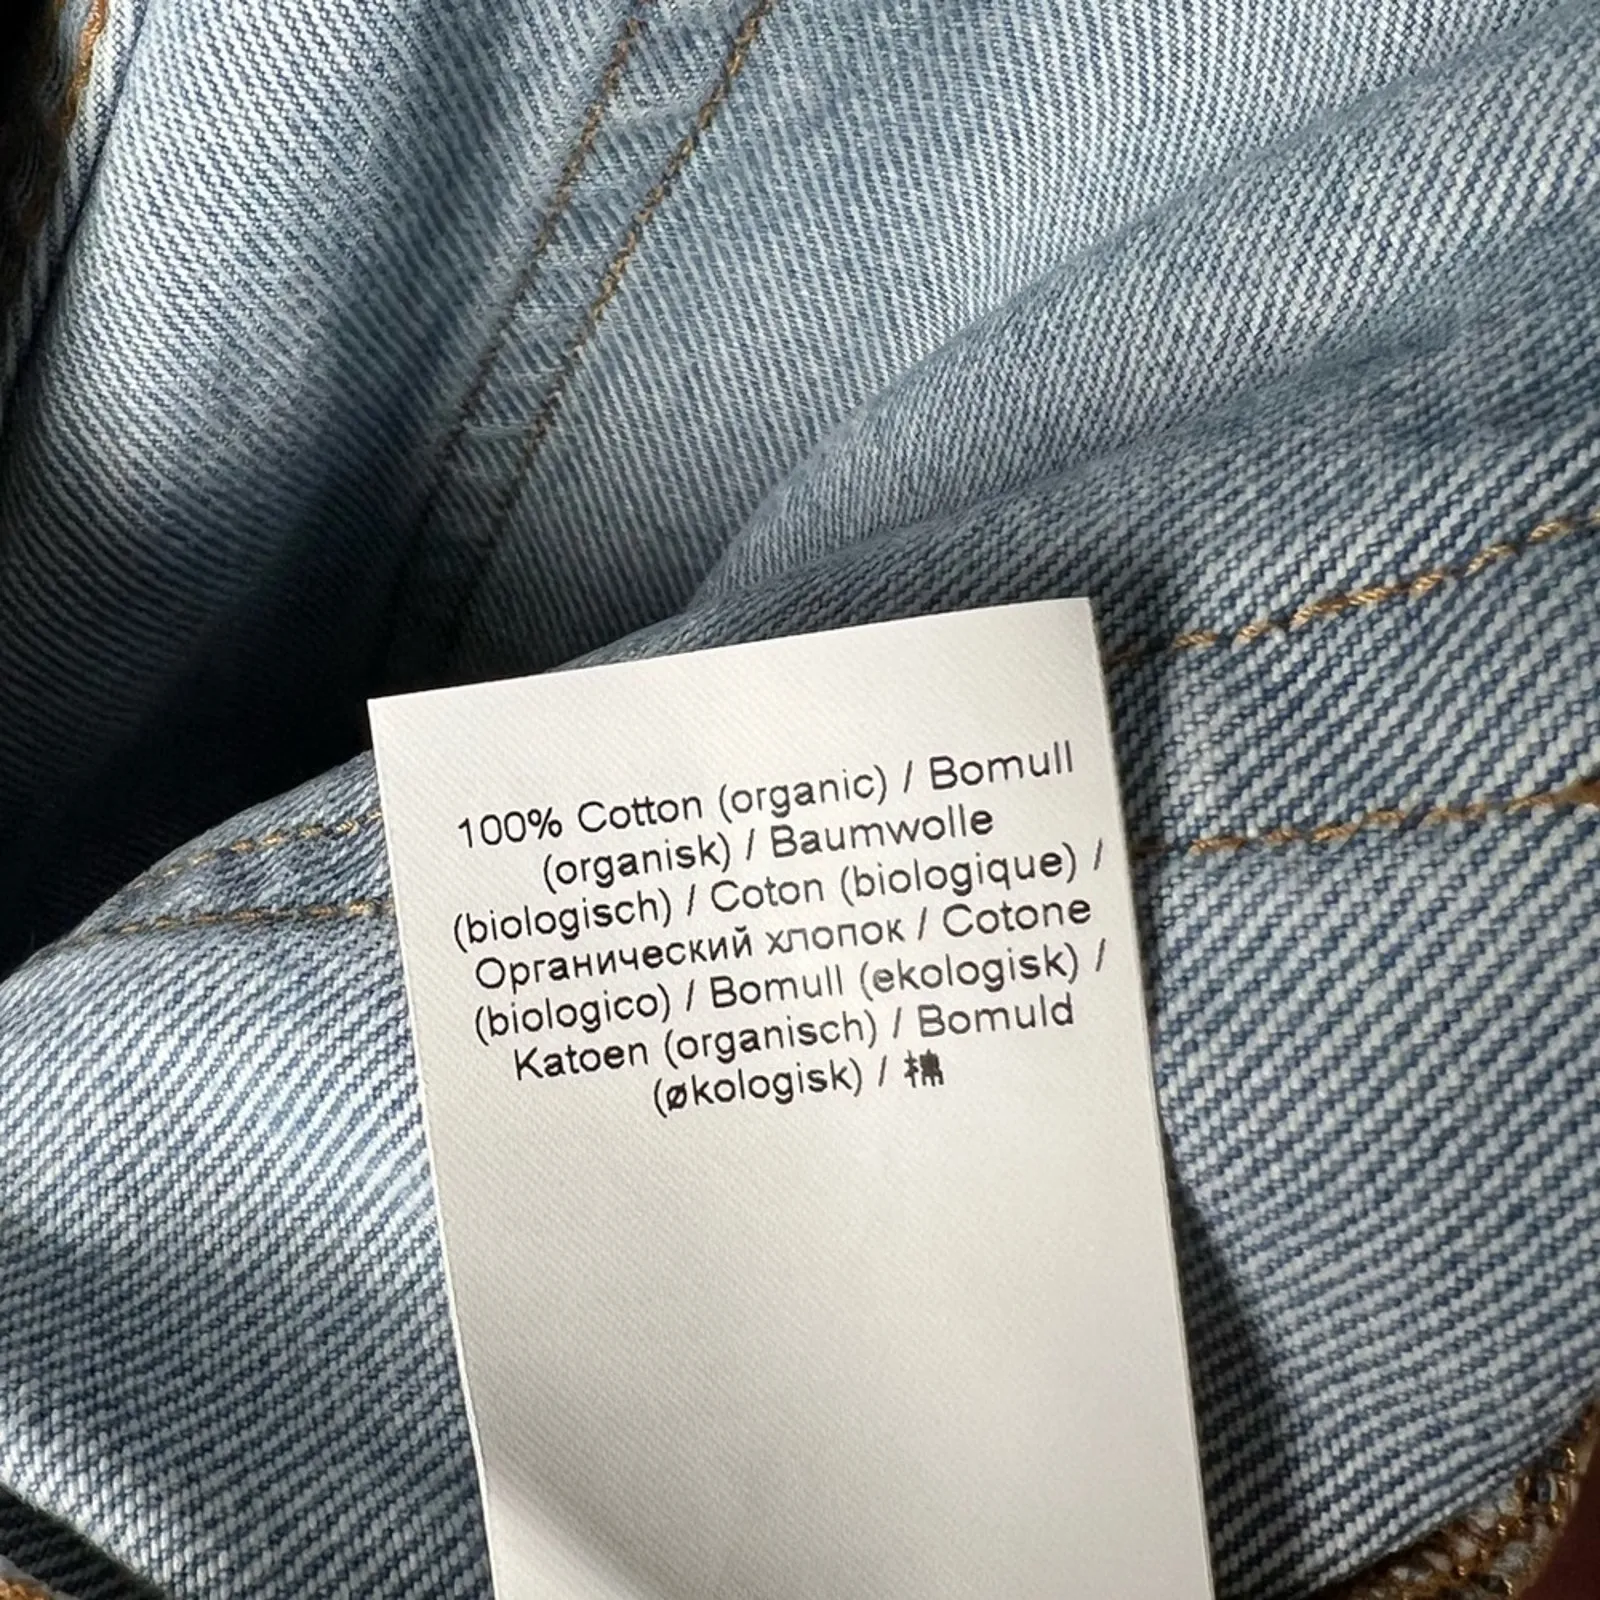 100% Cotton (organic) / Bomull
(organisk) / Baumwolle
(biologisch) / Coton (biologique) /
Органический хлопок / Cotone
(biologico) / Bomull (ekologisk) /
Katoen (organisch) / Bomuld
(økologisk) /